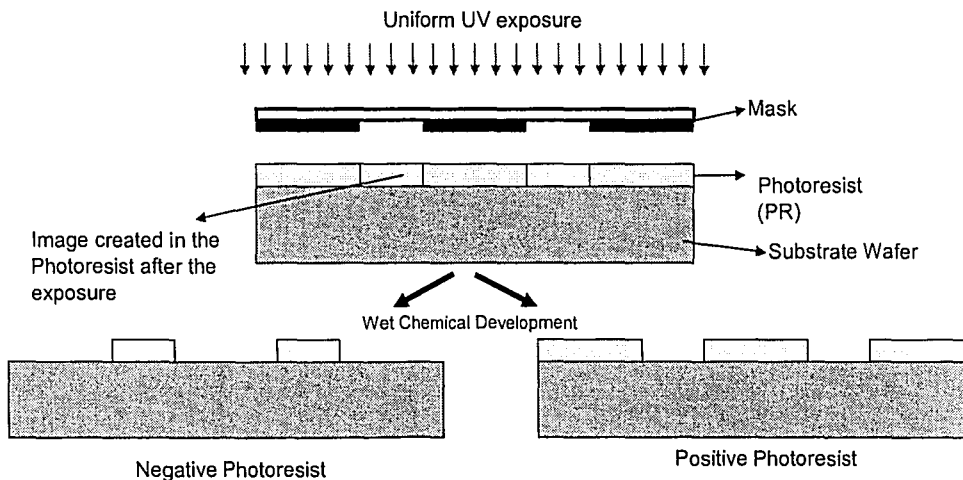 Uniform UV exposure
Mask
Photoresist
(PR)
Image created in the
Photoresist after the
exposure
Substrate Wafer
Wet Chemical Development
Negative Photoresist
Positive Photoresist